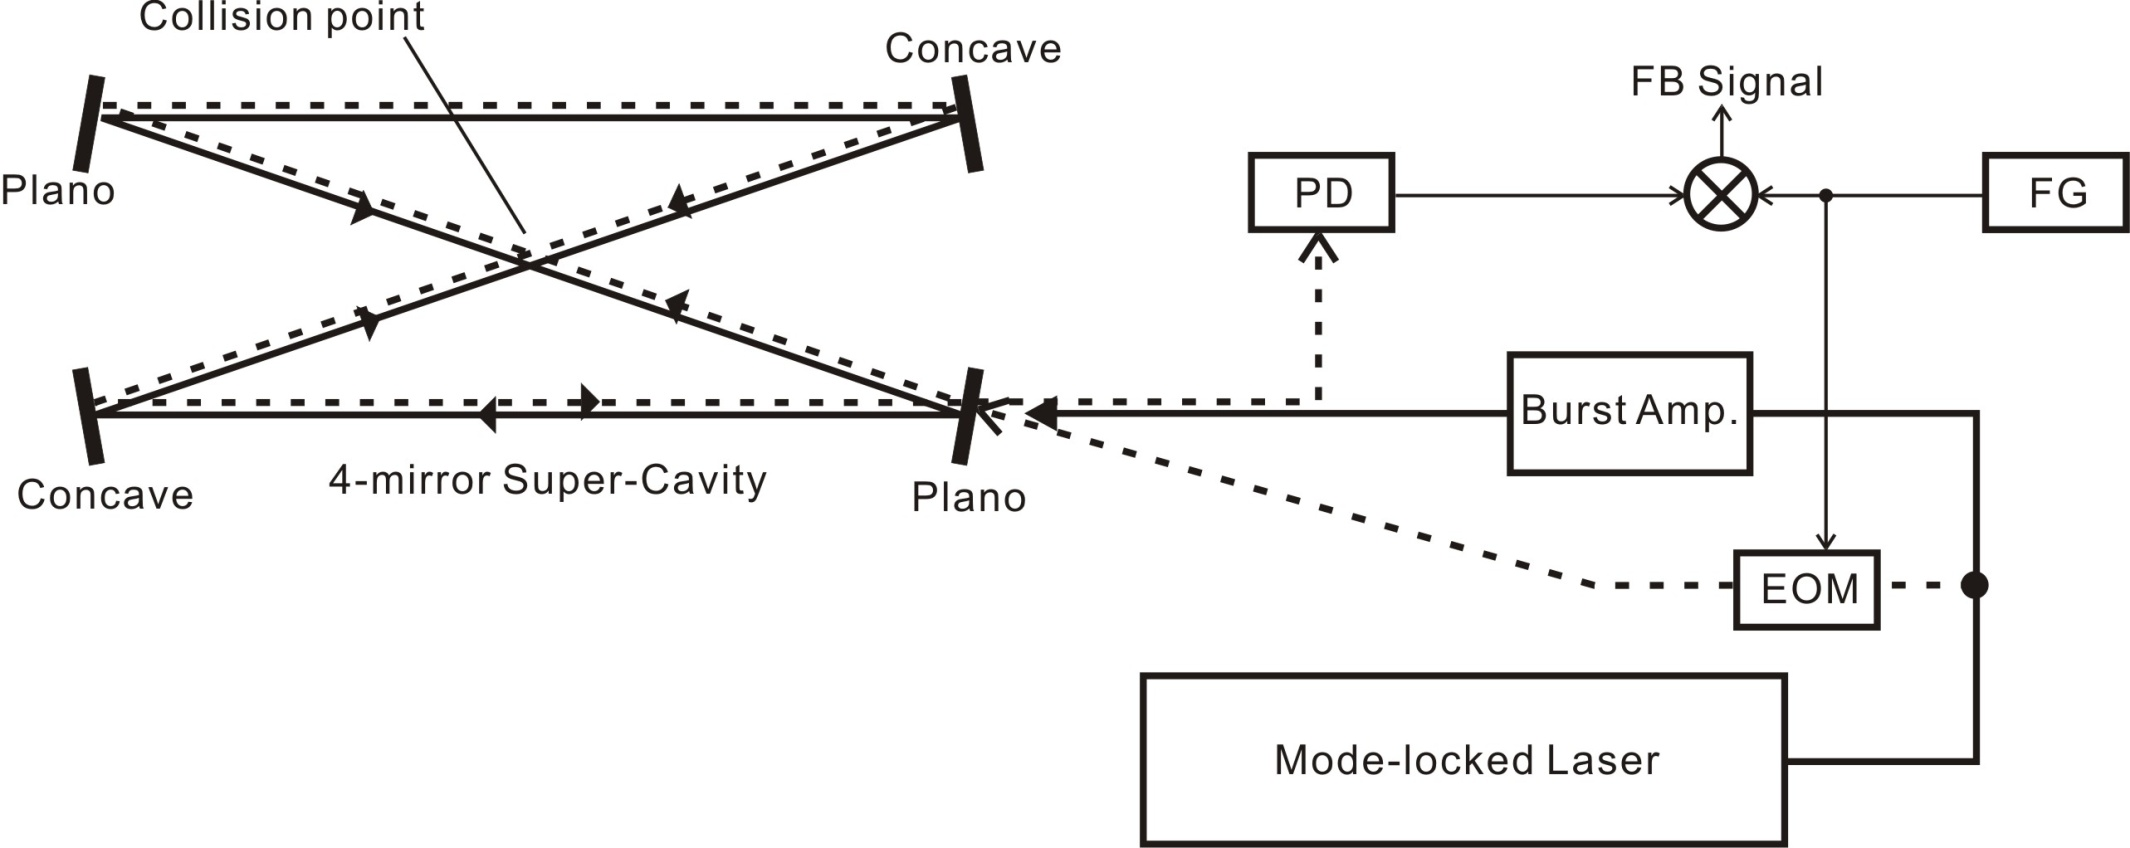 Collision point
Concave
FB Signal
Plano
PD
FG
Burst Amp.
4-mirror Super-Cavity
Concave
Plano
EOM
Mode-locked Laser